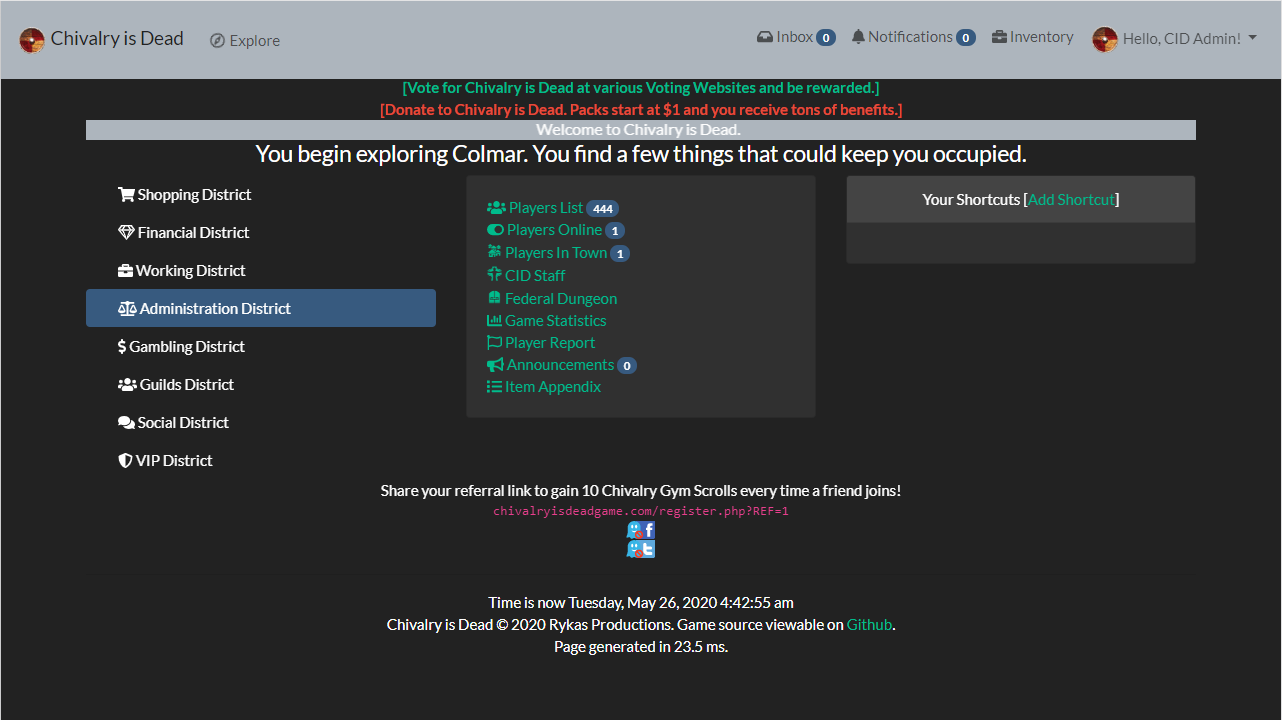 Chivalry is Dead
Explore
Inbox 0
Notifications 0
Inventory
Hello, CID Admin!
[Vote for Chivalry is Dead at various Voting Websites and be rewarded.]
[Donate to Chivalry is Dead. Packs start at $1 and you receive tons of benefits.]
Welcome to Chivalry is Dead.
You begin exploring Colmar. You find a few things that could keep you occupied.
Shopping District
Financial District
Working District
Administration District
Gambling District
Guilds District
Social District
VIP District
Players List 444
Players Online 1
Players In Town 1
CID Staff
Federal Dungeon
Game Statistics
Player Report
Announcements 0
Item Appendix
Your Shortcuts [Add Shortcut]
Share your referral link to gain 10 Chivalry Gym Scrolls every time a friend joins!
chivalryisdeadgame.com/register.php?REF=1
Time is now Tuesday, May 26, 2020 4:42:55 am
Chivalry is Dead © 2020 Rykas Productions. Game source viewable on Github.
Page generated in 23.5 ms.